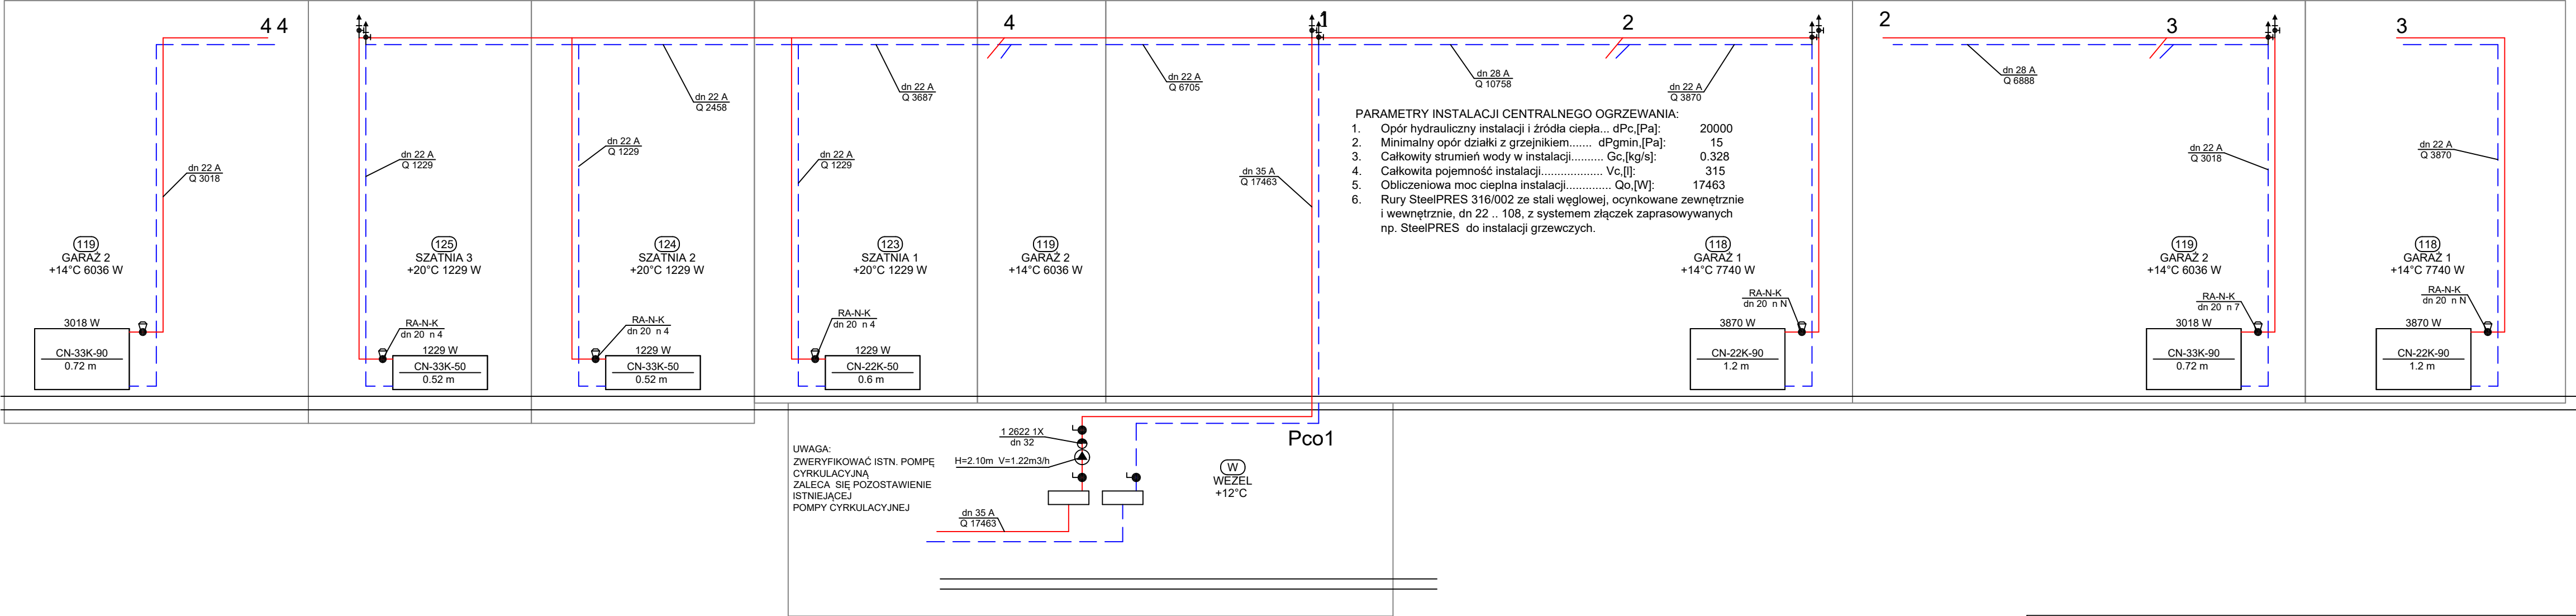 4 4
4
1
2
2
3
3
dn 22 A
Q 3018
dn 22 A
Q 1229
dn 22 A
Q 1229
dn 22 A
Q 2458
dn 22 A
Q 1229
dn 22 A
Q 3687
dn 22 A
Q 6705
dn 35 A
Q 17463
dn 28 A
Q 10758
dn 22 A
Q 3870
dn 28 A
Q 6888
dn 22 A
Q 3018
dn 22 A
Q 3870
PARAMETRY INSTALACJI CENTRALNEGO OGRZEWANIA:
1. Opór hydrauliczny instalacji i źródła ciepła... dPc,[Pa]: 20000
2. Minimalny opór działki z grzejnikiem....... dPgmin,[Pa]: 15
3. Całkowity strumień wody w instalacji.......... Gc,[kg/s]: 0.328
4. Całkowita pojemność instalacji................... Vc,[l]: 315
5. Obliczeniowa moc cieplna instalacji.............. Qo,[W]: 17463
6. Rury SteelPRES 316/002 ze stali węglowej, ocynkowane zewnętrznie
i wewnętrznie, dn 22 .. 108, z systemem złączek zaprasowywanych
np. SteelPRES do instalacji grzewczych.
119
GARAŻ 2
+14°C 6036 W
125
SZATNIA 3
+20°C 1229 W
124
SZATNIA 2
+20°C 1229 W
123
SZATNIA 1
+20°C 1229 W
119
GARAŻ 2
+14°C 6036 W
118
GARAŻ 1
+14°C 7740 W
119
GARAŻ 2
+14°C 6036 W
118
GARAŻ 1
+14°C 7740 W
3018 W
CN-33K-90
0.72 m
RA-N-K
dn 20 n 4
1229 W
CN-33K-50
0.52 m
RA-N-K
dn 20 n 4
1229 W
CN-33K-50
0.52 m
RA-N-K
dn 20 n 4
1229 W
CN-22K-50
0.6 m
RA-N-K
dn 20 n N
3870 W
CN-22K-90
1.2 m
RA-N-K
dn 20 n 7
3018 W
CN-33K-90
0.72 m
RA-N-K
dn 20 n N
3870 W
CN-22K-90
1.2 m
Pco1
1 2622 1X
dn 32
H=2.10m V=1.22m3/h
UWAGA:
ZWERYFIKOWAĆ ISTN. POMPĘ
CYRKULACYJNĄ
ZALECA SIĘ POZOSTAWIENIE
ISTNIEJĄCEJ
POMPY CYRKULACYJNEJ
W
WEZEL
+12°C
dn 35 A
Q 17463